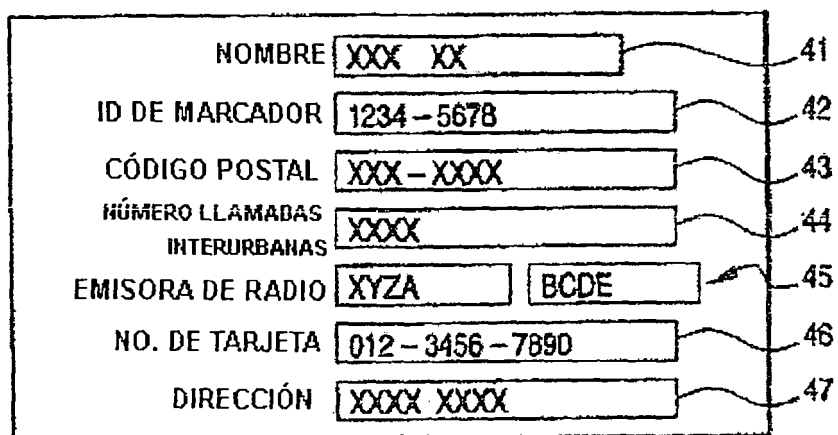 NOMBRE XXX XX 41
ID DE MARCADOR 1234-5678 42
CÓDIGO POSTAL XXX-XXXX 43
NÚMERO LLAMADAS
INTERURBANAS XXXX 44
EMISORA DE RADIO XYZA BCDE 45
NO. DE TARJETA 012-3456-7890 46
DIRECCIÓN XXXX XXXX 47